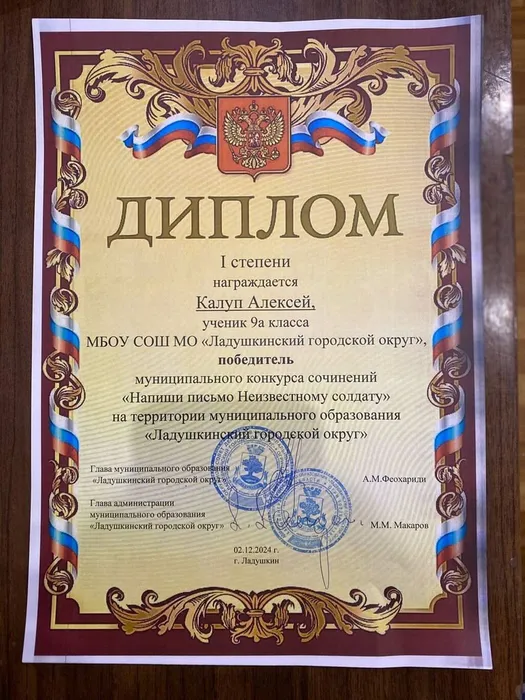 ДИПЛОМ
I степени
награждается
Калуп Алексей,
ученик 9а класса
МБОУ СОШ МО «Ладушкинский городской округ»,
победитель
муниципального конкурса сочинений
«Напиши письмо Неизвестному солдату»
на территории муниципального образования
«Ладушкинский городской округ»
Глава муниципального образования
«Ладушкинский городской округ»
А.М.Феохариди
Глава администрации
муниципального образования
«Ладушкинский городской округ»
М.М. Макаров
02.12.2024 г.
г. Ладушкин